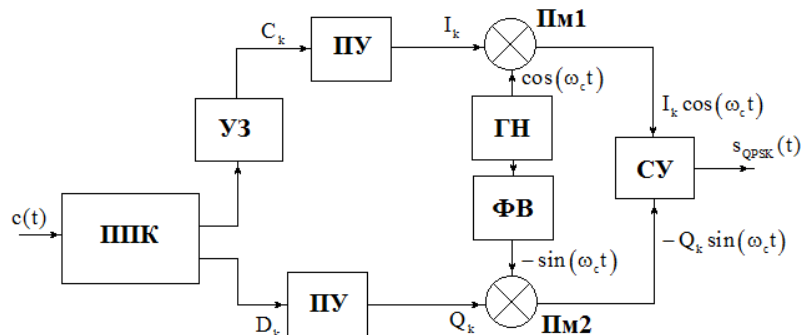 C_k
ПУ
I_k
Пм1
cos(ω_c t)
УЗ
ГН
I_k cos(ω_c t)
s_QPSK(t)
СУ
c(t)
ППК
ФВ
−sin(ω_c t)
−Q_k sin(ω_c t)
D_k
ПУ
Q_k
Пм2